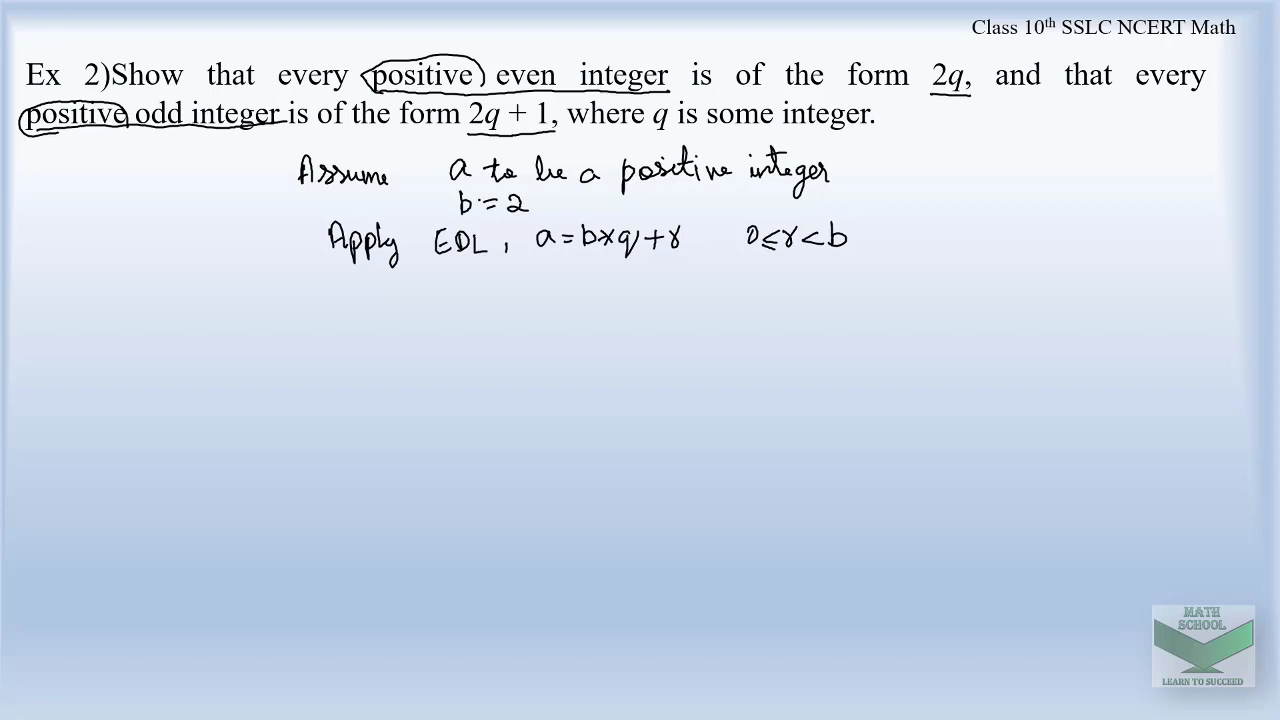 Class 10th SSLC NCERT Math
Ex 2)Show that every positive even integer is of the form 2q, and that every
positive odd integer is of the form 2q + 1, where q is some integer.
Assume a to be a positive integer
b = 2
Apply EDL, a = b×q+r 0≤r<b
MATH
SCHOOL
LEARN TO SUCCEED